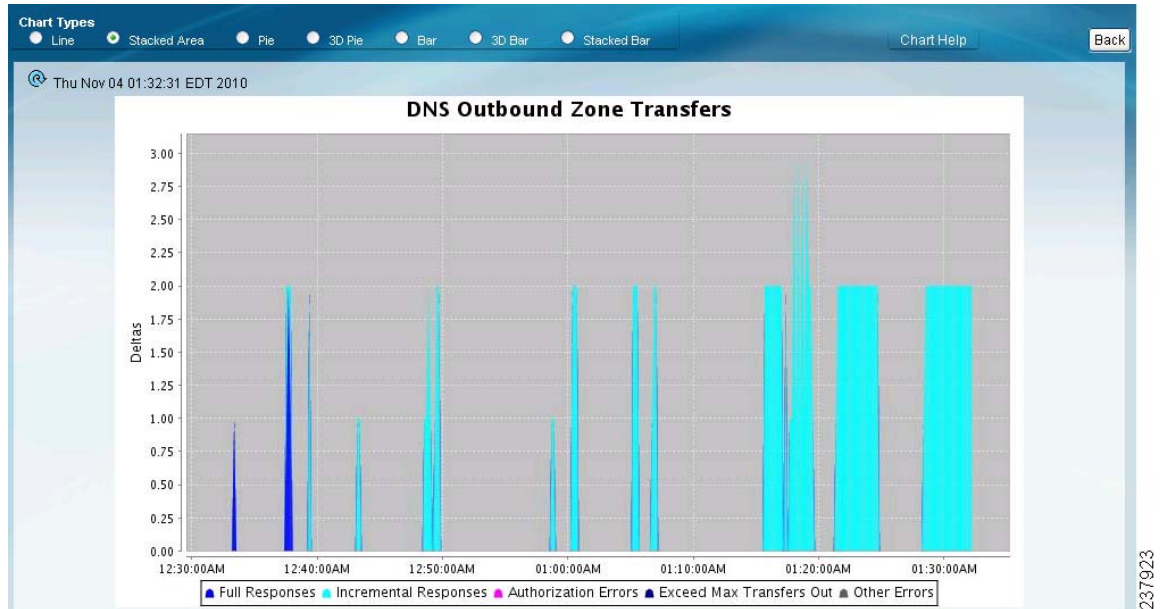 Chart Types
Line Stacked Area Pie 3D Pie Bar 3D Bar Stacked Bar Chart Help Back
Thu Nov 04 01:32:31 EDT 2010
DNS Outbound Zone Transfers
3.00
2.75
2.50
2.25
2.00
1.75
1.50
1.25
1.00
0.75
0.50
0.25
0.00
Deltas
12:30:00AM 12:40:00AM 12:50:00AM 01:00:00AM 01:10:00AM 01:20:00AM 01:30:00AM
Full Responses Incremental Responses Authorization Errors Exceed Max Transfers Out Other Errors
237923